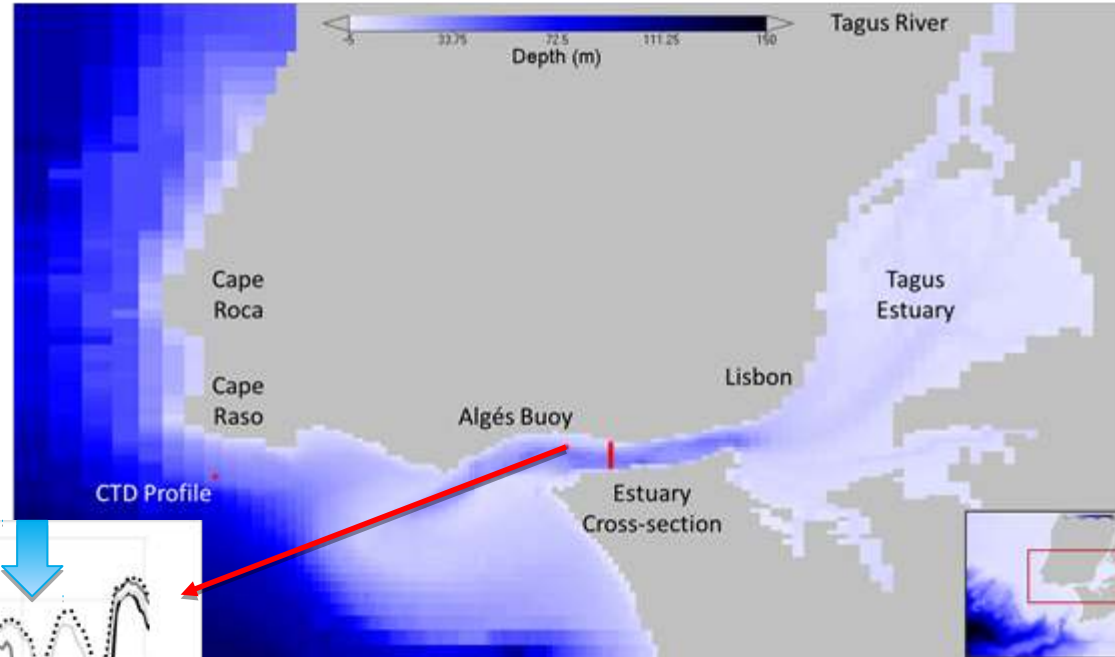 Tagus River
-5 33.75 72.5 111.25 150
Depth (m)
Cape
Roca
Tagus
Estuary
Cape
Raso
Lisbon
Algés Buoy
CTD Profile
Estuary
Cross-section